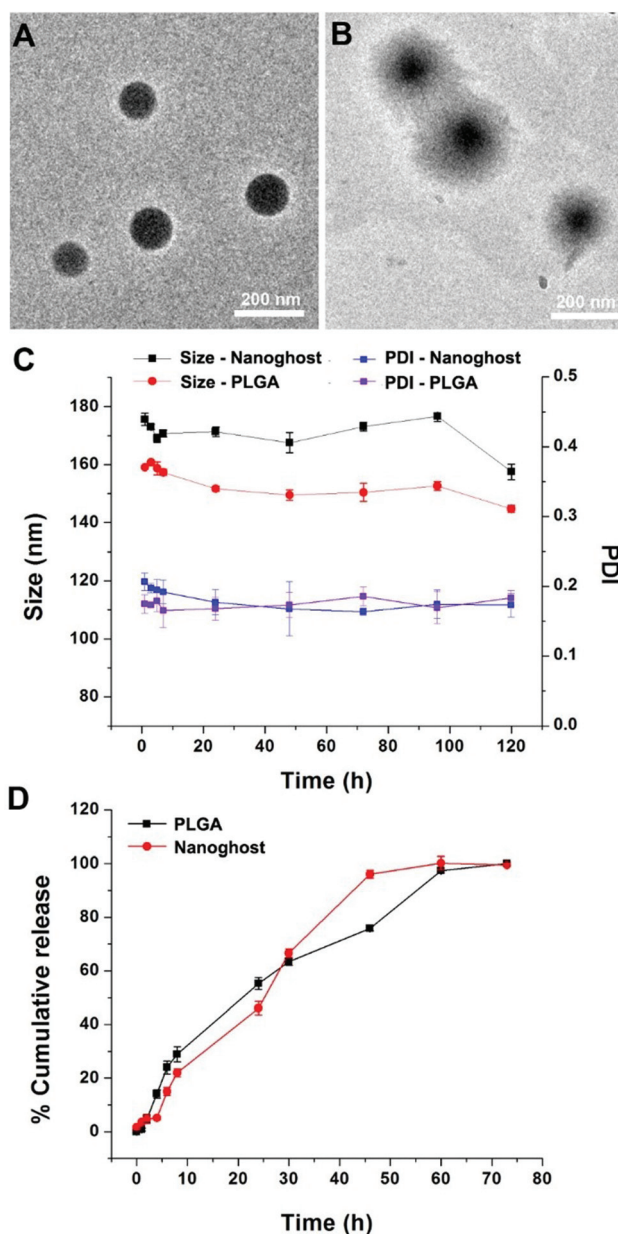 A
B
200 nm
200 nm
C
Size - Nanoghost
PDI - Nanoghost
Size - PLGA
PDI - PLGA
180
160
140
120
100
80
0.5
0.4
0.3
0.2
0.1
0.0
Size (nm)
PDI
0 20 40 60 80 100 120
Time (h)
D
PLGA
Nanoghost
120
100
80
60
40
20
0
% Cumulative release
0 10 20 30 40 50 60 70 80
Time (h)